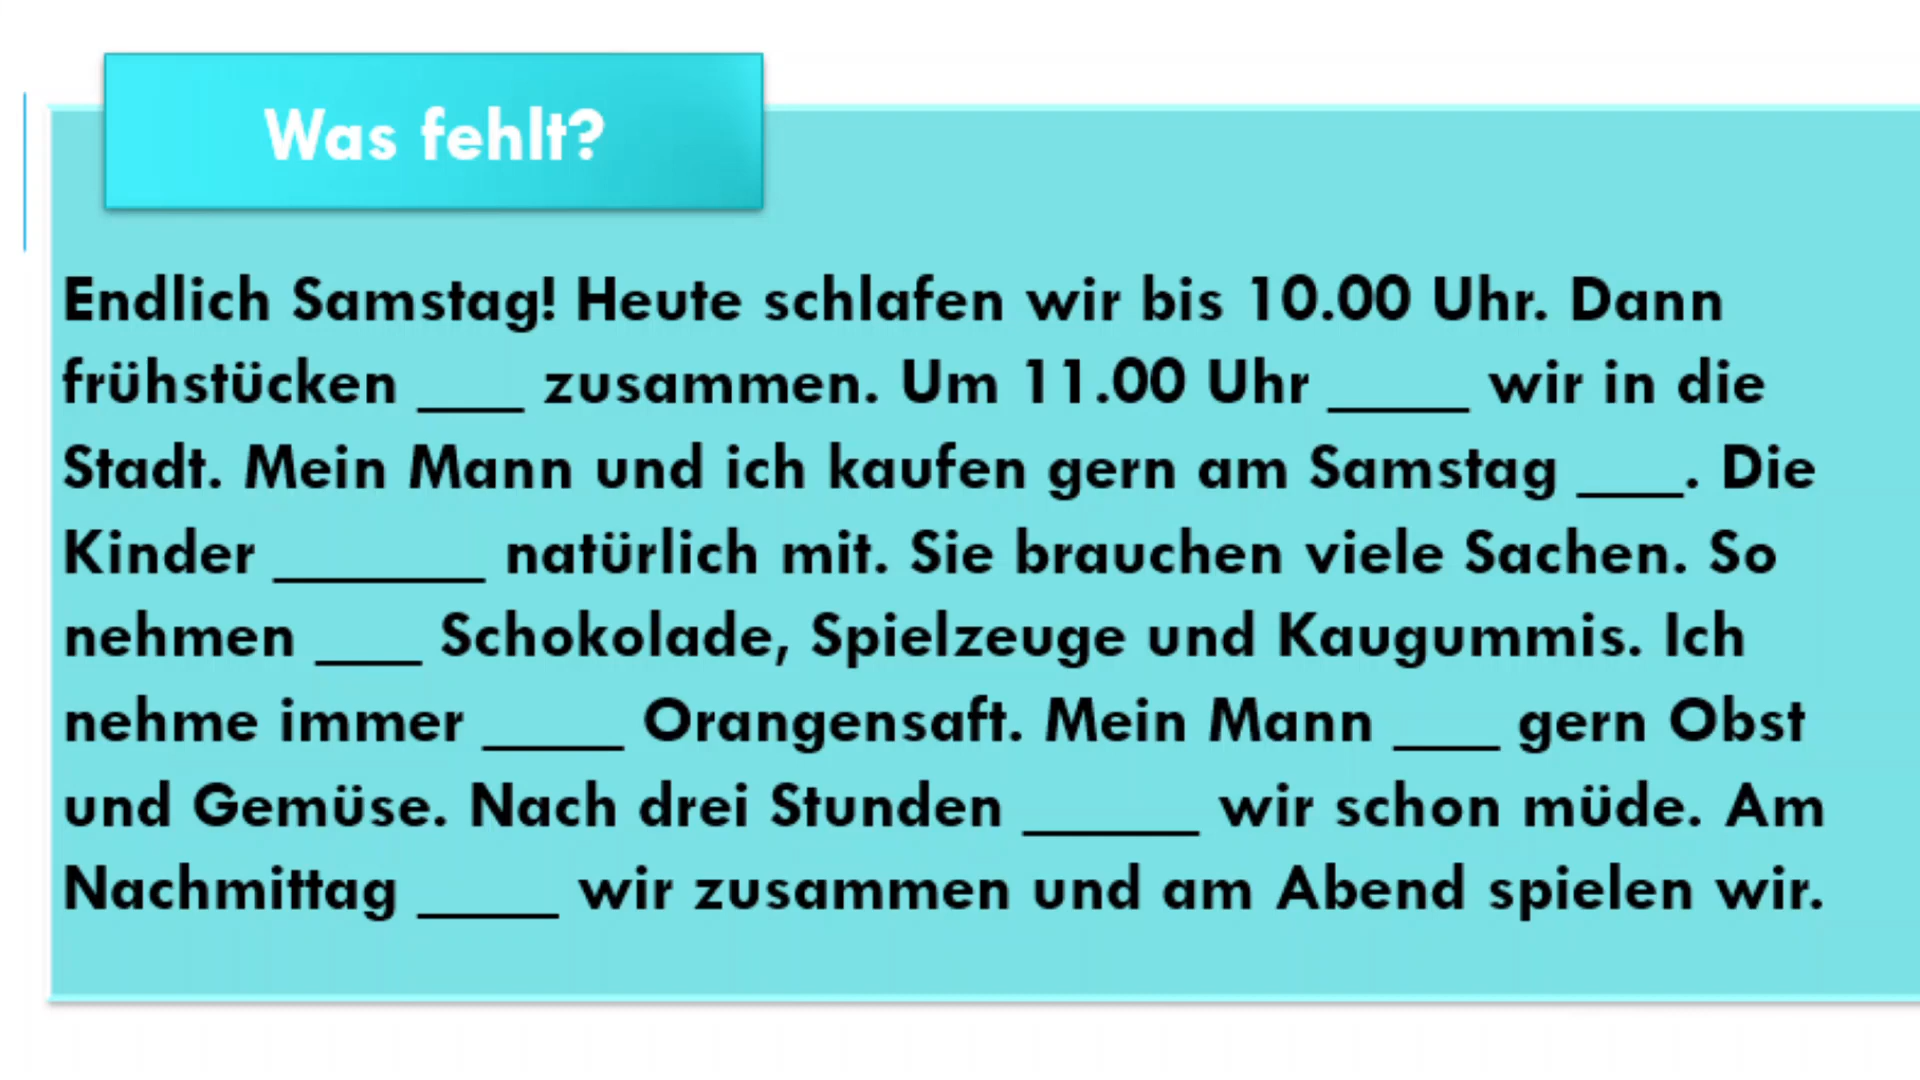 Was fehlt?
Endlich Samstag! Heute schlafen wir bis 10.00 Uhr. Dann
frühstücken ___ zusammen. Um 11.00 Uhr ____ wir in die
Stadt. Mein Mann und ich kaufen gern am Samstag ___. Die
Kinder ______ natürlich mit. Sie brauchen viele Sachen. So
nehmen ___ Schokolade, Spielzeuge und Kaugummis. Ich
nehme immer ____ Orangensaft. Mein Mann ___ gern Obst
und Gemüse. Nach drei Stunden _____ wir schon müde. Am
Nachmittag ____ wir zusammen und am Abend spielen wir.